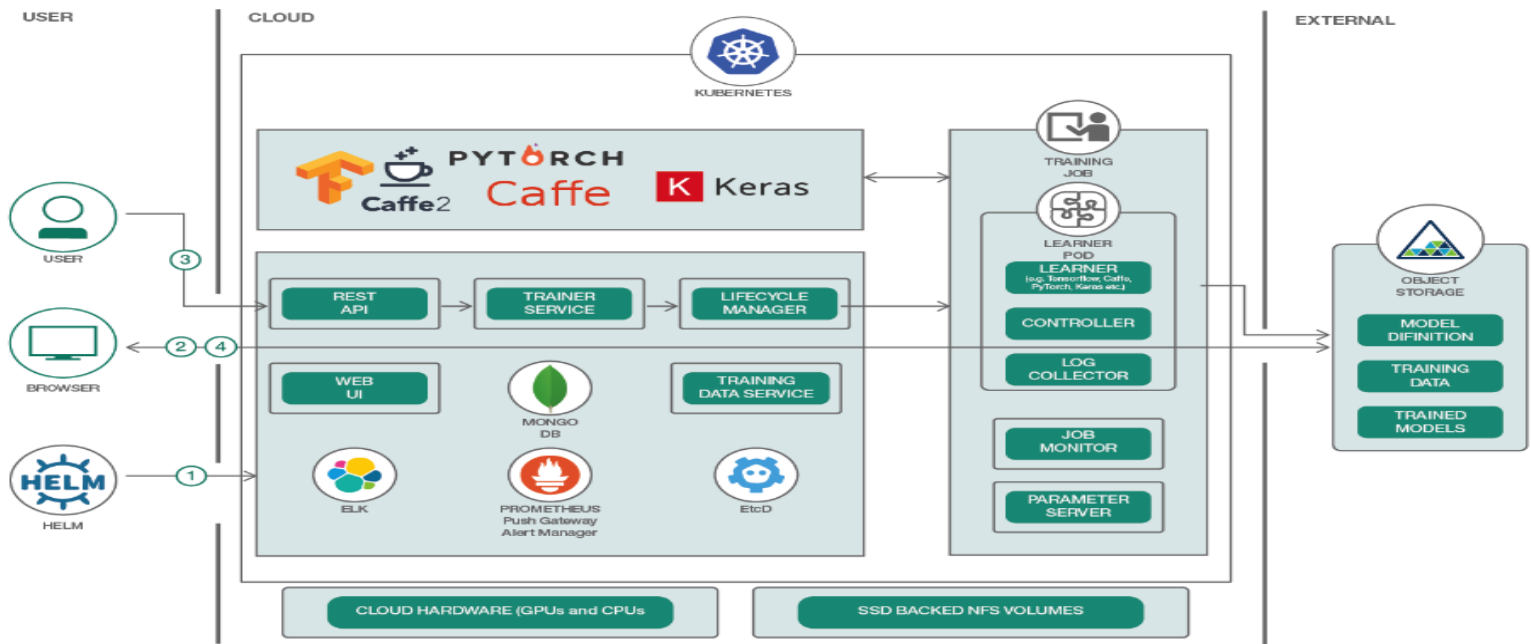 USER
CLOUD
EXTERNAL
KUBERNETES
PYTORCH
Caffe2
Caffe
K Keras
TRAINING
JOB
LEARNER
POD
LEARNER
(e.g. Tensorflow, Caffe,
PyTorch, Keras etc.)
CONTROLLER
LOG
COLLECTOR
JOB
MONITOR
PARAMETER
SERVER
USER
3
REST
API
TRAINER
SERVICE
LIFECYCLE
MANAGER
BROWSER
2
4
WEB
UI
MONGO
DB
TRAINING
DATA SERVICE
HELM
HELM
1
ELK
PROMETHEUS
Push Gateway
Alert Manager
EtcD
OBJECT
STORAGE
MODEL
DIFINITION
TRAINING
DATA
TRAINED
MODELS
CLOUD HARDWARE (GPUs and CPUs
SSD BACKED NFS VOLUMES